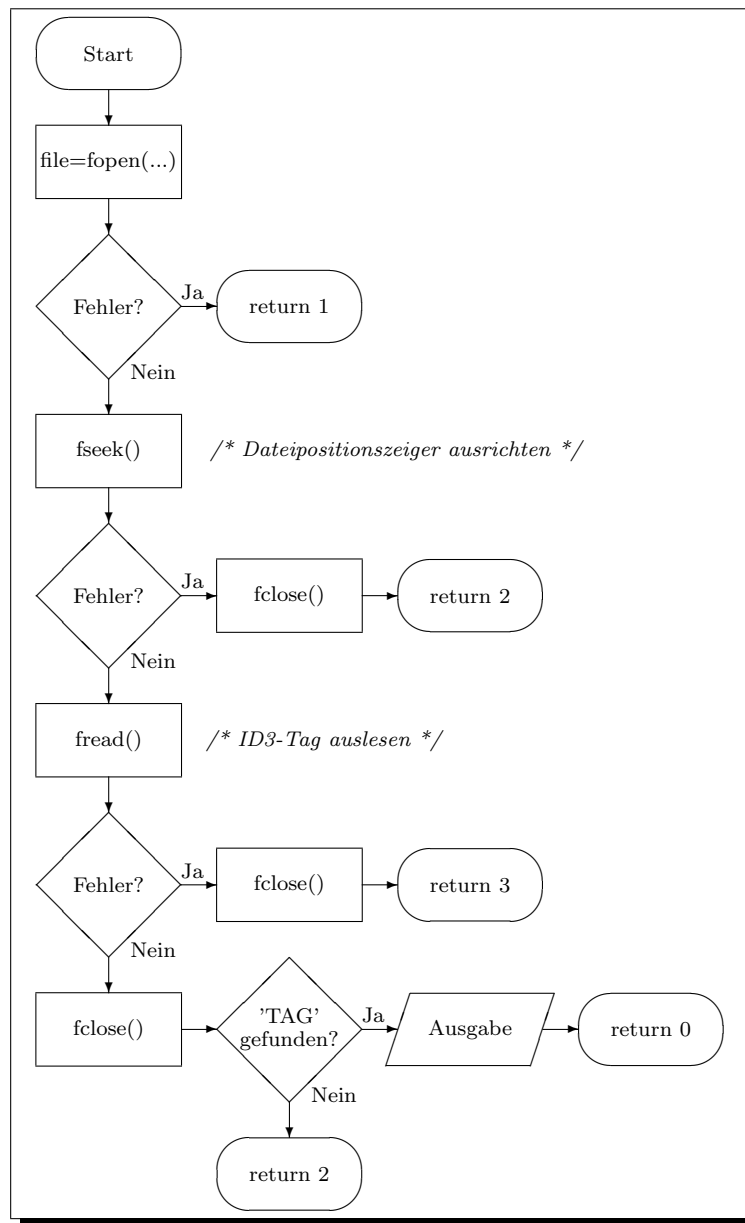 Start
file=fopen(...)
Fehler?
Ja
return 1
Nein
fseek()
/* Dateipositionszeiger ausrichten */
Fehler?
Ja
fclose()
return 2
Nein
fread()
/* ID3-Tag auslesen */
Fehler?
Ja
fclose()
return 3
Nein
fclose()
'TAG'
gefunden?
Ja
Ausgabe
return 0
Nein
return 2